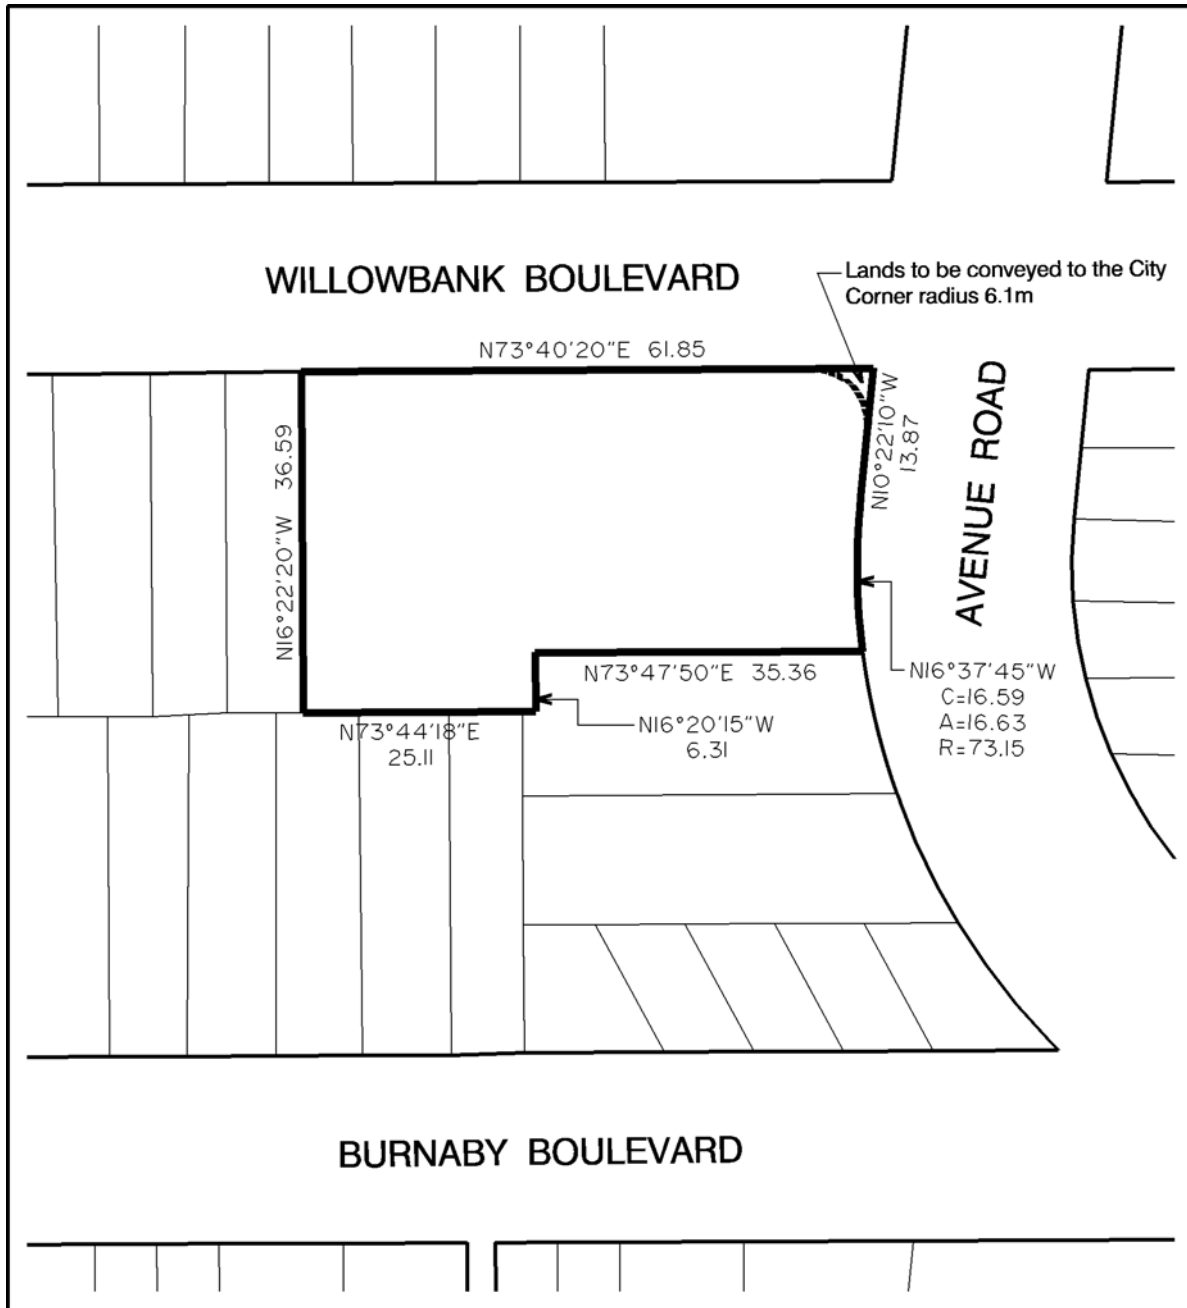 WILLOWBANK BOULEVARD
Lands to be conveyed to the City
Corner radius 6.1m
N73°40'20"E 61.85
N10°22'10"W
13.87
AVENUE ROAD
N16°22'20"W 36.59
N73°47'50"E 35.36
N16°37'45"W
C=16.59
A=16.63
R=73.15
N16°20'15"W
6.31
N73°44'18"E
25.11
BURNABY BOULEVARD